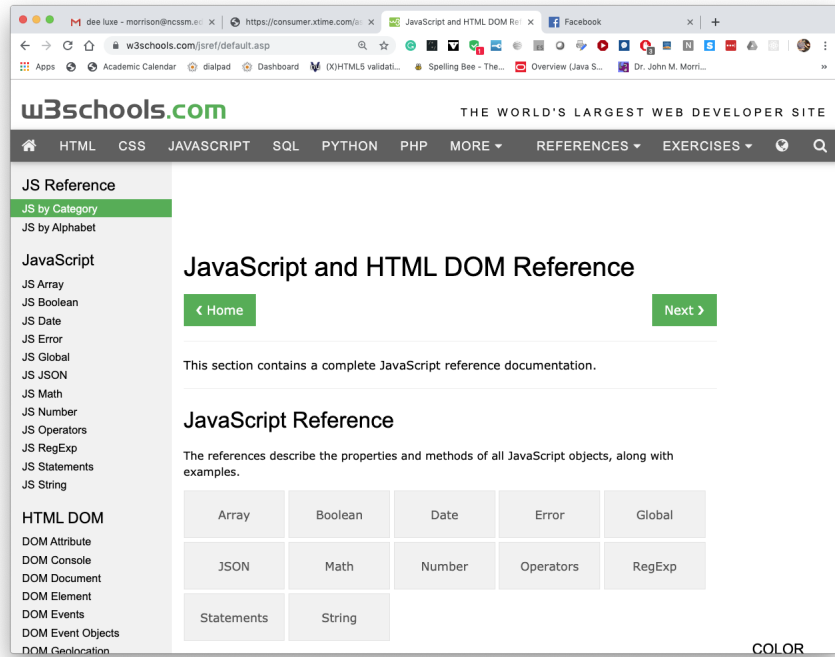 dee luxe - morrison@ncssm.ec
https://consumer.xtime.com/as
JavaScript and HTML DOM Ref
Facebook
w3schools.com/jsref/default.asp
Apps
Academic Calendar
dialpad
Dashboard
(X)HTML5 validati...
Spelling Bee - The...
Overview (Java S...
Dr. John M. Morri...
w3schools.com
THE WORLD'S LARGEST WEB DEVELOPER SITE
HTML CSS JAVASCRIPT SQL PYTHON PHP MORE REFERENCES EXERCISES
JS Reference
JS by Category
JS by Alphabet
JavaScript
JS Array
JS Boolean
JS Date
JS Error
JS Global
JS JSON
JS Math
JS Number
JS Operators
JS RegExp
JS Statements
JS String
HTML DOM
DOM Attribute
DOM Console
DOM Document
DOM Element
DOM Events
DOM Event Objects
DOM Geolocation
JavaScript and HTML DOM Reference
❮ Home
Next ❯
This section contains a complete JavaScript reference documentation.
JavaScript Reference
The references describe the properties and methods of all JavaScript objects, along with
examples.
Array Boolean Date Error Global
JSON Math Number Operators RegExp
Statements String
COLOR